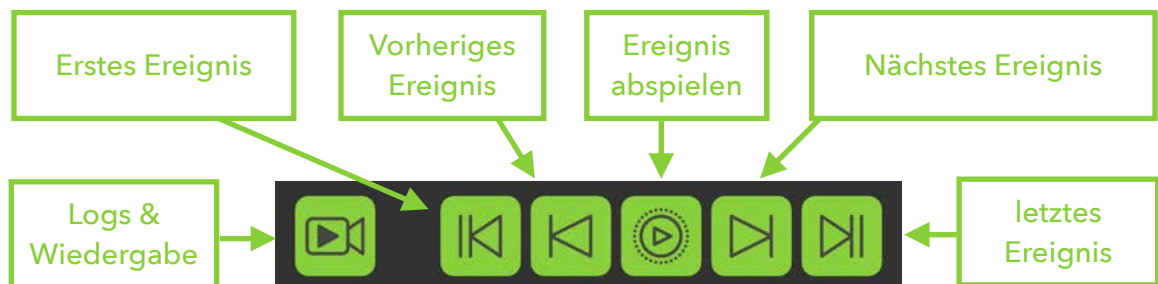 Erstes Ereignis
Vorheriges
Ereignis
Ereignis
abspielen
Nächstes Ereignis
Logs &
Wiedergabe
letztes
Ereignis